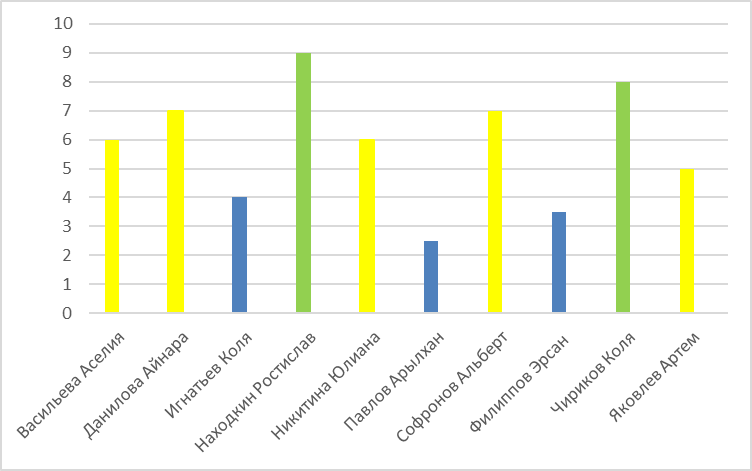 10
9
8
7
6
5
4
3
2
1
0
Васильева Аселия
Данилова Айнара
Игнатьев Коля
Находкин Ростислав
Никитина Юлиана
Павлов Арылхан
Софронов Альберт
Филиппов Эрсан
Чириков Коля
Яковлев Артем